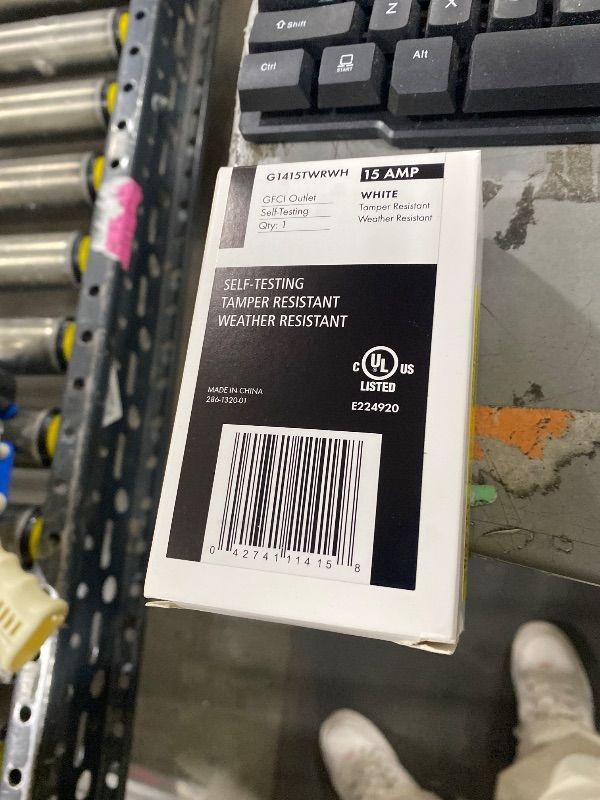 Shift
Z
X
Ctrl
START
Alt
G1415TWRWH 15 AMP
GFCI Outlet
Self-Testing
Qty: 1
WHITE
Tamper Resistant
Weather Resistant
SELF-TESTING
TAMPER RESISTANT
WEATHER RESISTANT
C UL US
LISTED
E224920
MADE IN CHINA
286-1320-01
0 42741 11415 8